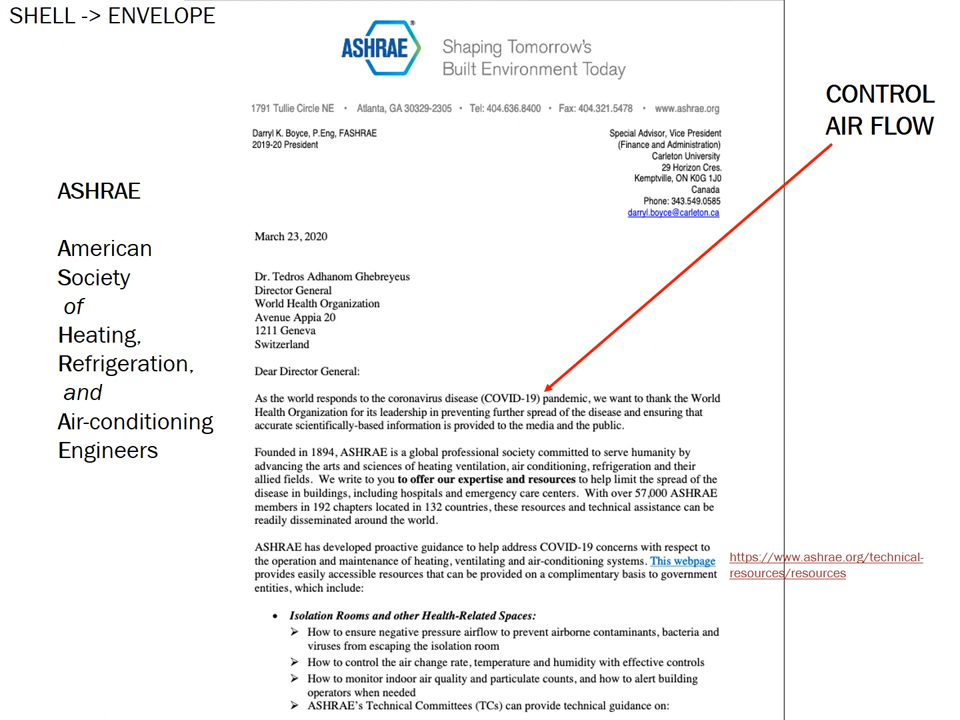 SHELL -> ENVELOPE
ASHRAE®
Shaping Tomorrow's
Built Environment Today
1791 Tullie Circle NE • Atlanta, GA 30329-2305 • Tel: 404.636.8400 • Fax: 404.321.5478 • www.ashrae.org
Darryl K. Boyce, P.Eng, FASHRAE
2019-20 President
Special Advisor, Vice President
(Finance and Administration)
Carleton University
29 Horizon Cres.
Kemptville, ON K0G 1J0
Canada
Phone: 343.549.0585
darryl.boyce@carleton.ca
CONTROL
AIR FLOW
ASHRAE
American
Society
of
Heating,
Refrigeration,
and
Air-conditioning
Engineers
March 23, 2020
Dr. Tedros Adhanom Ghebreyeus
Director General
World Health Organization
Avenue Appia 20
1211 Geneva
Switzerland
Dear Director General:
As the world responds to the coronavirus disease (COVID-19) pandemic, we want to thank the World
Health Organization for its leadership in preventing further spread of the disease and ensuring that
accurate scientifically-based information is provided to the media and the public.
Founded in 1894, ASHRAE is a global professional society committed to serve humanity by
advancing the arts and sciences of heating ventilation, air conditioning, refrigeration and their
allied fields. We write to you to offer our expertise and resources to help limit the spread of the
disease in buildings, including hospitals and emergency care centers. With over 57,000 ASHRAE
members in 192 chapters located in 132 countries, these resources and technical assistance can be
readily disseminated around the world.
ASHRAE has developed proactive guidance to help address COVID-19 concerns with respect to
the operation and maintenance of heating, ventilating and air-conditioning systems. This webpage
provides easily accessible resources that can be provided on a complimentary basis to government
entities, which include:
https://www.ashrae.org/technical-
resources/resources
• Isolation Rooms and other Health-Related Spaces:
➢ How to ensure negative pressure airflow to prevent airborne contaminants, bacteria and
viruses from escaping the isolation room
➢ How to control the air change rate, temperature and humidity with effective controls
➢ How to monitor indoor air quality and particulate counts, and how to alert building
operators when needed
➢ ASHRAE's Technical Committees (TCs) can provide technical guidance on: